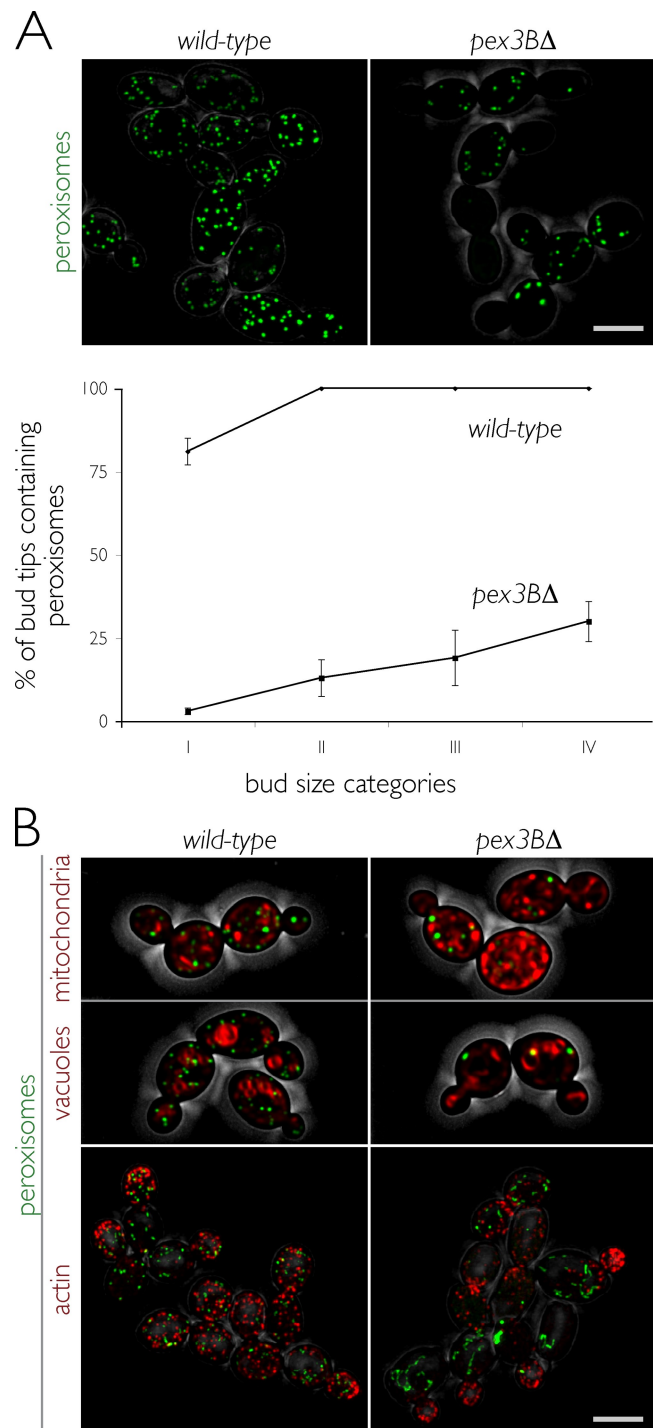 A
wild-type
pex3BΔ
peroxisomes
% of bud tips containing
peroxisomes
100
75
50
25
0
wild-type
pex3BΔ
I
II
III
IV
bud size categories
B
wild-type
pex3BΔ
peroxisomes
mitochondria
vacuoles
actin